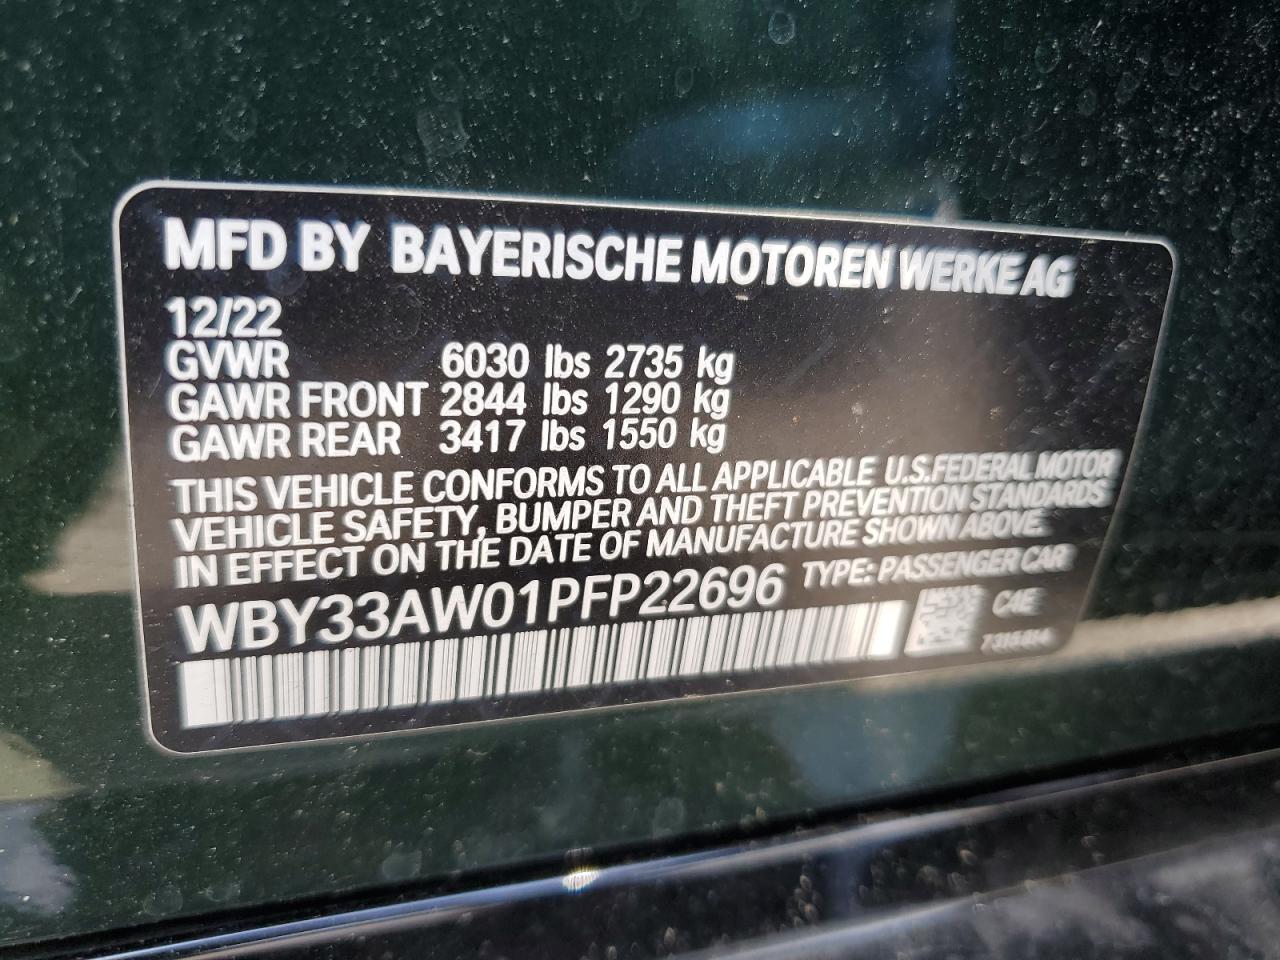 MFD BY BAYERISCHE MOTOREN WERKE AG
12/22
GVWR 6030 lbs 2735 kg
GAWR FRONT 2844 lbs 1290 kg
GAWR REAR 3417 lbs 1550 kg
THIS VEHICLE CONFORMS TO ALL APPLICABLE U.S.FEDERAL MOTOR
VEHICLE SAFETY, BUMPER AND THEFT PREVENTION STANDARDS
IN EFFECT ON THE DATE OF MANUFACTURE SHOWN ABOVE.
WBY33AW01PFP22696 TYPE: PASSENGER CAR
C4E